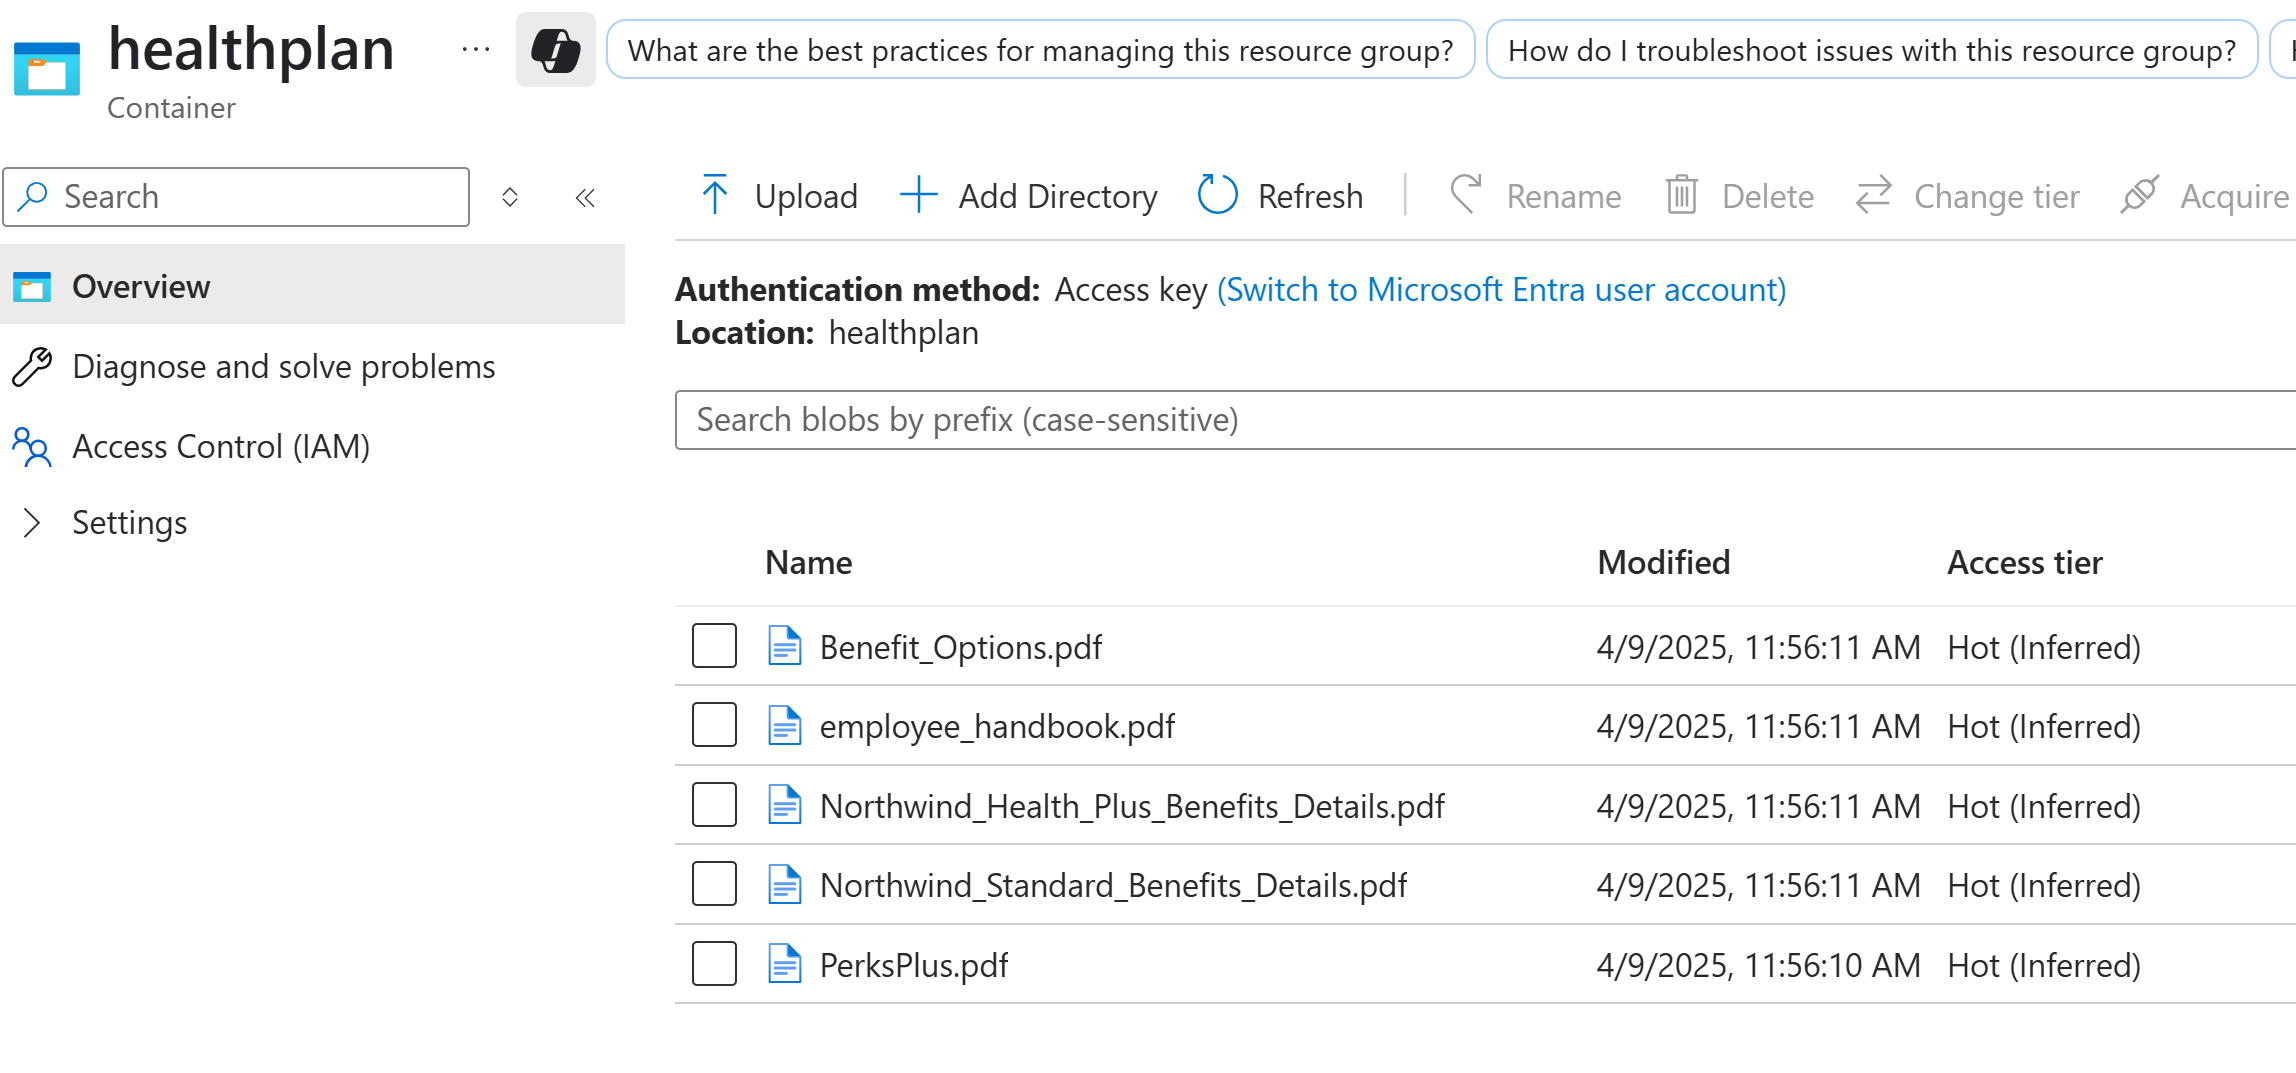 healthplan
...
What are the best practices for managing this resource group?
How do I troubleshoot issues with this resource group?
Container
Search
Upload
Add Directory
Refresh
Rename
Delete
Change tier
Acquire
Overview
Diagnose and solve problems
Access Control (IAM)
Settings
Authentication method: Access key (Switch to Microsoft Entra user account)
Location: healthplan
Search blobs by prefix (case-sensitive)
Name Modified Access tier
Benefit_Options.pdf 4/9/2025, 11:56:11 AM Hot (Inferred)
employee_handbook.pdf 4/9/2025, 11:56:11 AM Hot (Inferred)
Northwind_Health_Plus_Benefits_Details.pdf 4/9/2025, 11:56:11 AM Hot (Inferred)
Northwind_Standard_Benefits_Details.pdf 4/9/2025, 11:56:11 AM Hot (Inferred)
PerksPlus.pdf 4/9/2025, 11:56:10 AM Hot (Inferred)